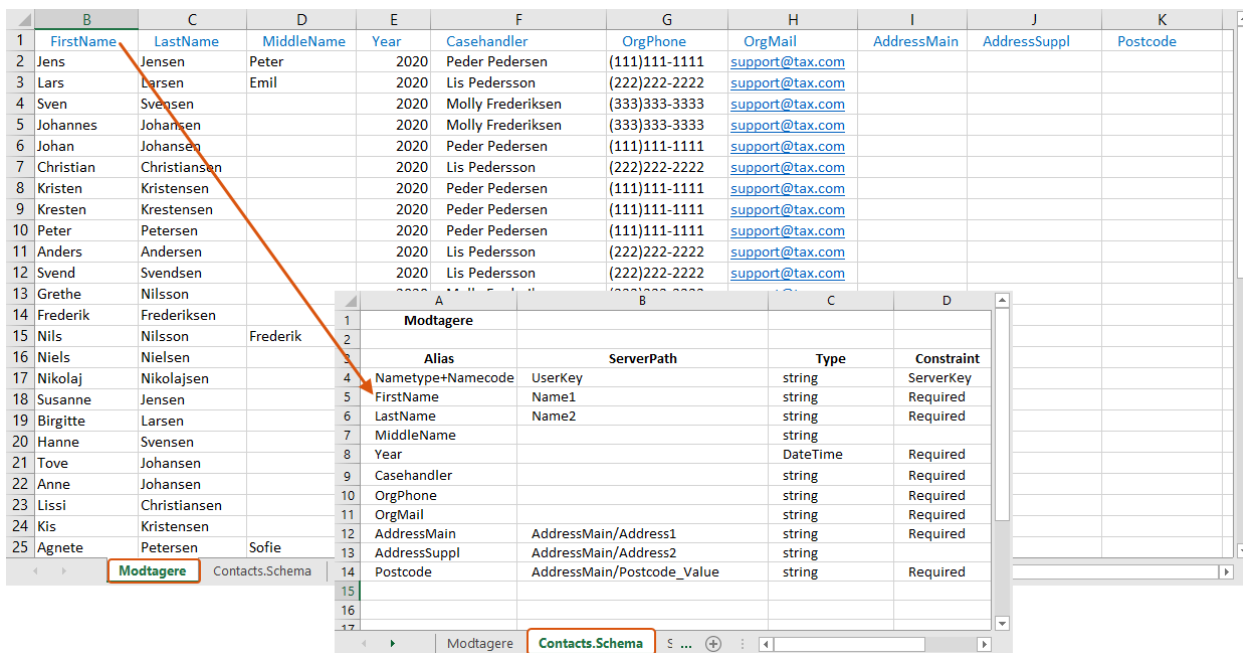 B C D E F G H I J K
1 FirstName LastName MiddleName Year Casehandler OrgPhone OrgMail AddressMain AddressSuppl Postcode
2 Jens Jensen Peter 2020 Peder Pedersen (111)111-1111 support@tax.com
3 Lars Larsen Emil 2020 Lis Pedersson (222)222-2222 support@tax.com
4 Sven Svensen 2020 Molly Frederiksen (333)333-3333 support@tax.com
5 Johannes Johansen 2020 Molly Frederiksen (333)333-3333 support@tax.com
6 Johan Johansen 2020 Peder Pedersen (111)111-1111 support@tax.com
7 Christian Christiansen 2020 Lis Pedersson (222)222-2222 support@tax.com
8 Kristen Kristensen 2020 Peder Pedersen (111)111-1111 support@tax.com
9 Kresten Krestensen 2020 Peder Pedersen (111)111-1111 support@tax.com
10 Peter Petersen 2020 Peder Pedersen (111)111-1111 support@tax.com
11 Anders Andersen 2020 Lis Pedersson (222)222-2222 support@tax.com
12 Svend Svendsen 2020 Lis Pedersson (222)222-2222 support@tax.com
13 Grethe Nilsson
14 Frederik Frederiksen
15 Nils Nilsson Frederik
16 Niels Nielsen
17 Nikolaj Nikolajsen
18 Susanne Jensen
19 Birgitte Larsen
20 Hanne Svensen
21 Tove Johansen
22 Anne Johansen
23 Lissi Christiansen
24 Kis Kristensen
25 Agnete Petersen Sofie
Modtagere Contacts.Schema
A B C D
1 Modtagere
2
3 Alias ServerPath Type Constraint
4 Nametype+Namecode UserKey string ServerKey
5 FirstName Name1 string Required
6 LastName Name2 string Required
7 MiddleName string
8 Year DateTime Required
9 Casehandler string Required
10 OrgPhone string Required
11 OrgMail string Required
12 AddressMain AddressMain/Address1 string Required
13 AddressSuppl AddressMain/Address2 string
14 Postcode AddressMain/Postcode_Value string Required
15
16
17
Modtagere Contacts.Schema S ...